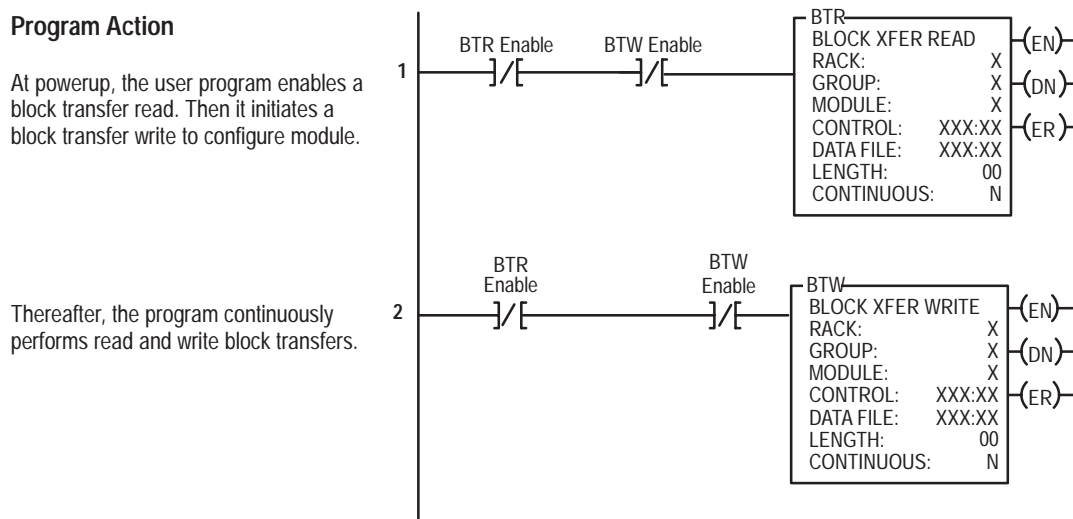 Program Action
At powerup, the user program enables a
block transfer read. Then it initiates a
block transfer write to configure module.
1
BTR Enable
BTW Enable
]/[
]/[
BTR
BLOCK XFER READ
RACK: X
GROUP: X
MODULE: X
CONTROL: XXX:XX
DATA FILE: XXX:XX
LENGTH: 00
CONTINUOUS: N
(EN)
(DN)
(ER)
Thereafter, the program continuously
performs read and write block transfers.
2
BTR
Enable
BTW
Enable
]/[
]/[
BTW
BLOCK XFER WRITE
RACK: X
GROUP: X
MODULE: X
CONTROL: XXX:XX
DATA FILE: XXX:XX
LENGTH: 00
CONTINUOUS: N
(EN)
(DN)
(ER)